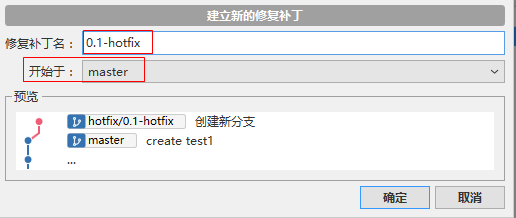 建立新的修复补丁
修复补丁名： 0.1-hotfix
开始于： master
预览
hotfix/0.1-hotfix 创建新分支
master create test1
...
确定 取消